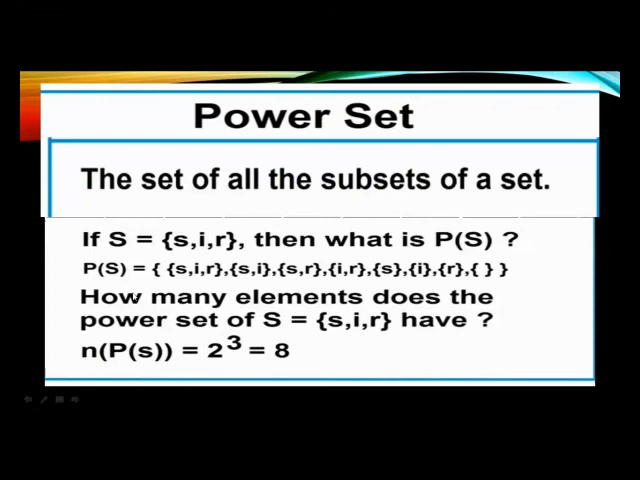 Power Set
The set of all the subsets of a set.
If S = {s,i,r}, then what is P(S) ?
P(S) = { {s,i,r},{s,i},{s,r},{i,r},{s},{i},{r},{ } }
How many elements does the
power set of S = {s,i,r} have ?
n(P(s)) = 2³ = 8